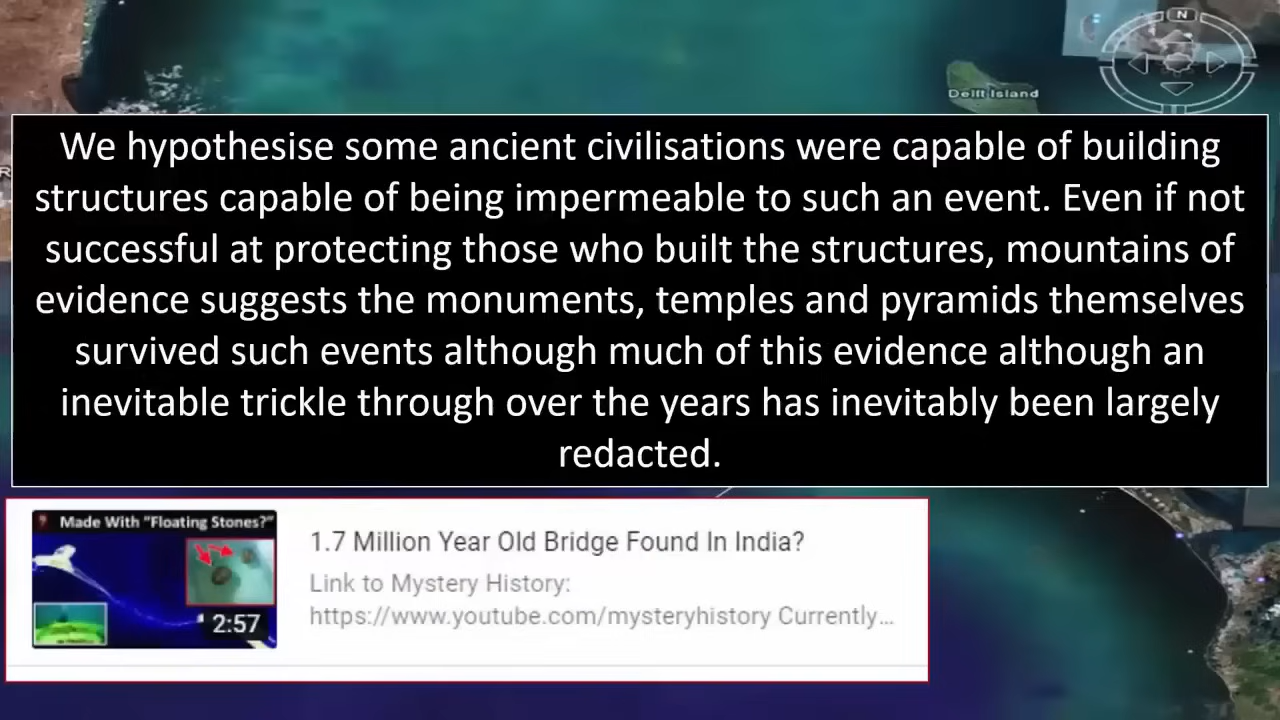 N
Delft Island
We hypothesise some ancient civilisations were capable of building
structures capable of being impermeable to such an event. Even if not
successful at protecting those who built the structures, mountains of
evidence suggests the monuments, temples and pyramids themselves
survived such events although much of this evidence although an
inevitable trickle through over the years has inevitably been largely
redacted.
Made With "Floating Stones?"
2:57
1.7 Million Year Old Bridge Found In India?
Link to Mystery History:
https://www.youtube.com/mysteryhistory Currently...